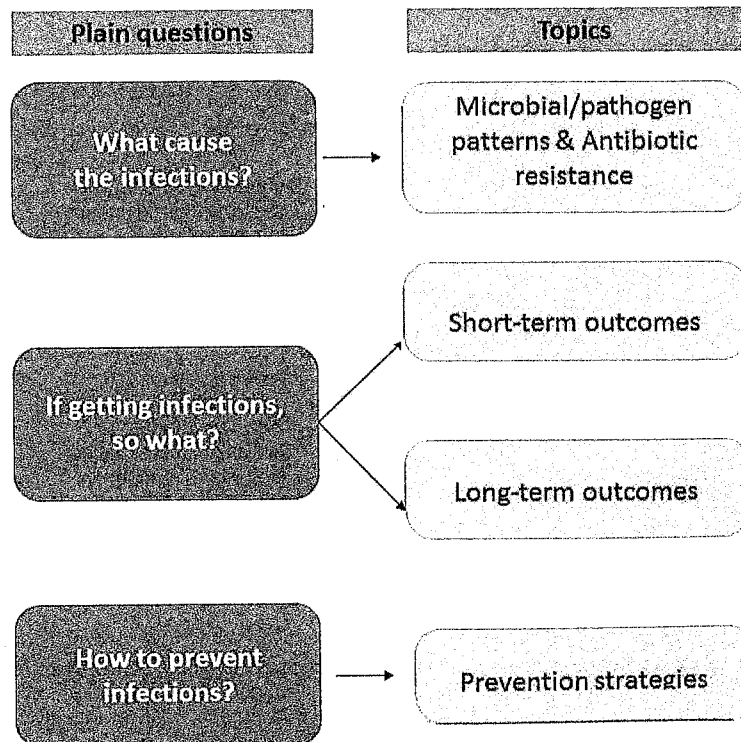 Plain questions
Topics
What cause
the infections?
Microbial/pathogen
patterns & Antibiotic
resistance
If getting infections,
so what?
Short-term outcomes
Long-term outcomes
How to prevent
infections?
Prevention strategies